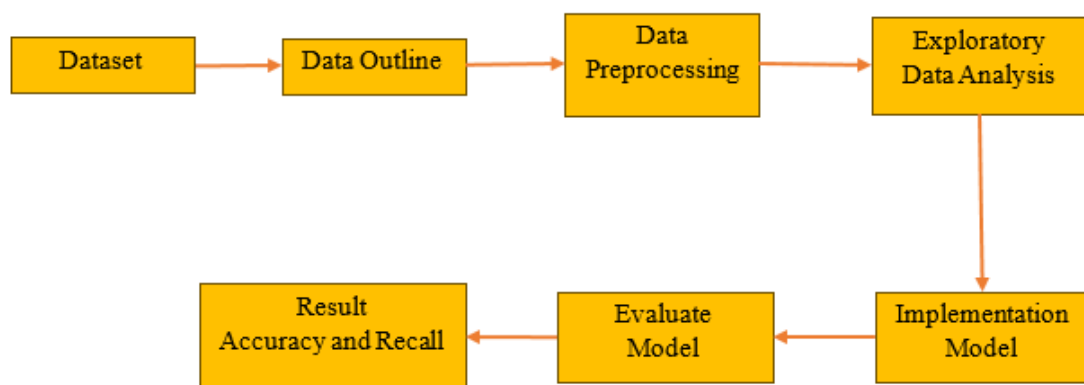 Dataset
Data Outline
Data
Preprocessing
Exploratory
Data Analysis
Implementation
Model
Evaluate
Model
Result
Accuracy and Recall